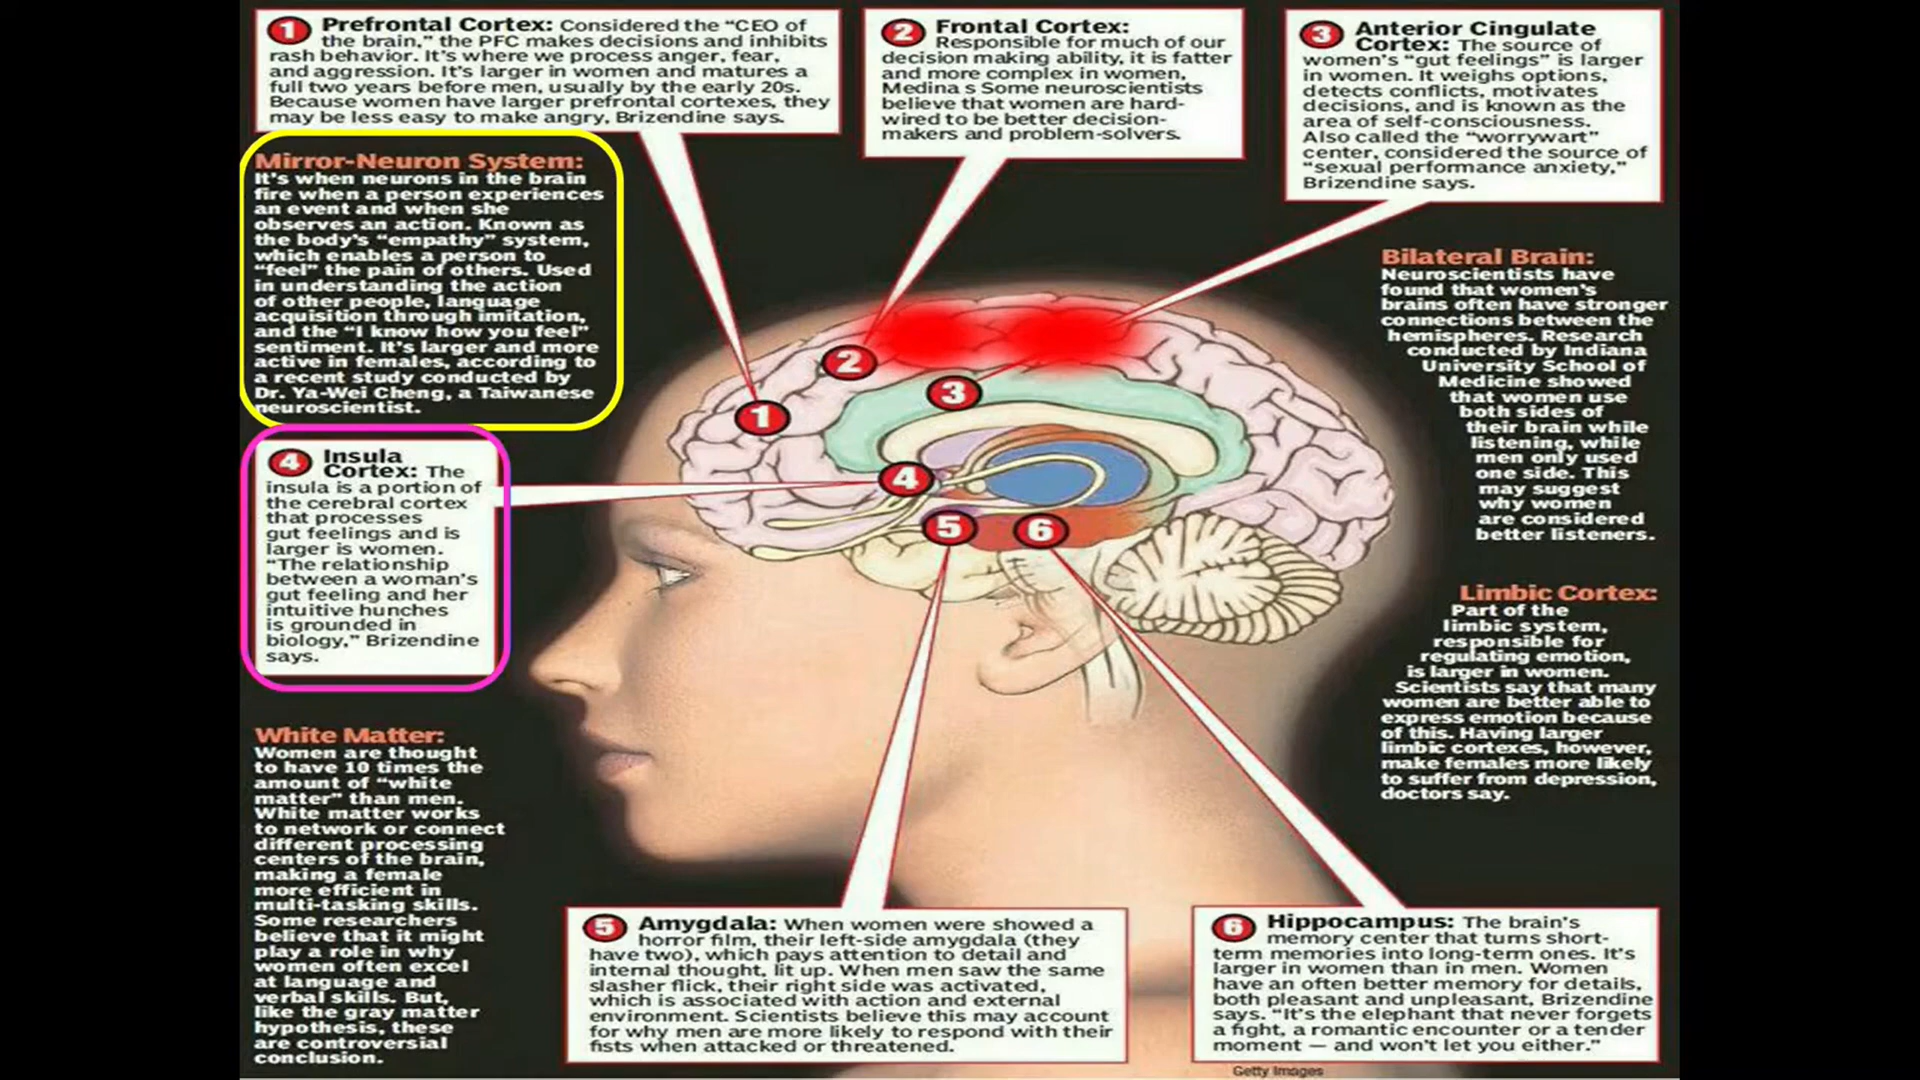 1 Prefrontal Cortex: Considered the “CEO of
the brain,” the PFC makes decisions and inhibits
rash behavior. It’s where we process anger, fear,
and aggression. It’s larger in women and matures a
full two years before men, usually by the early 20s.
Because women have larger prefrontal cortexes, they
may be less easy to make angry, Brizendine says.
2 Frontal Cortex:
Responsible for much of our
decision making ability, it is fatter
and more complex in women,
Medina s Some neuroscientists
believe that women are hard-
wired to be better decision-
makers and problem-solvers.
3 Anterior Cingulate
Cortex: The source of
women’s “gut feelings” is larger
in women. It weighs options,
detects conflicts, motivates
decisions, and is known as the
area of self-consciousness.
Also called the “worrywart”
center, considered the source of
“sexual performance anxiety,”
Brizendine says.
Mirror-Neuron System:
It’s when neurons in the brain
fire when a person experiences
an event and when she
observes an action. Known as
the body’s “empathy” system,
which enables a person to
“feel” the pain of others. Used
in understanding the action
of other people, language
acquisition through imitation,
and the “I know how you feel”
sentiment. It’s larger and more
active in females, according to
a recent study conducted by
Dr. Ya-Wei Cheng, a Taiwanese
neuroscientist.
Bilateral Brain:
Neuroscientists have
found that women’s
brains often have stronger
connections between the
hemispheres. Research
conducted by Indiana
University School of
Medicine showed
that women use
both sides of
their brain while
listening, while
men only used
one side. This
may suggest
why women
are considered
better listeners.
2
3
1
4
5
6
4 Insula
Cortex: The
insula is a portion of
the cerebral cortex
that processes
gut feelings and is
larger is women.
“The relationship
between a woman’s
gut feeling and her
intuitive hunches
is grounded in
biology,” Brizendine
says.
Limbic Cortex:
Part of the
limbic system,
responsible for
regulating emotion,
is larger in women.
Scientists say that many
women are better able to
express emotion because
of this. Having larger
limbic cortexes, however,
make females more likely
to suffer from depression,
doctors say.
White Matter:
Women are thought
to have 10 times the
amount of “white
matter” than men.
White matter works
to network or connect
different processing
centers of the brain,
making a female
more efficient in
multi-tasking skills.
Some researchers
believe that it might
play a role in why
women often excel
at language and
verbal skills. But,
like the gray matter
hypothesis, these
are controversial
conclusion.
5 Amygdala: When women were showed a
horror film, their left-side amygdala (they
have two), which pays attention to detail and
internal thought, lit up. When men saw the same
slasher flick, their right side was activated,
which is associated with action and external
environment. Scientists believe this may account
for why men are more likely to respond with their
fists when attacked or threatened.
6 Hippocampus: The brain’s
memory center that turns short-
term memories into long-term ones. It’s
larger in women than in men. Women
have an often better memory for details,
both pleasant and unpleasant, Brizendine
says. “It’s the elephant that never forgets
a fight, a romantic encounter or a tender
moment — and won’t let you either.”
Getty Images